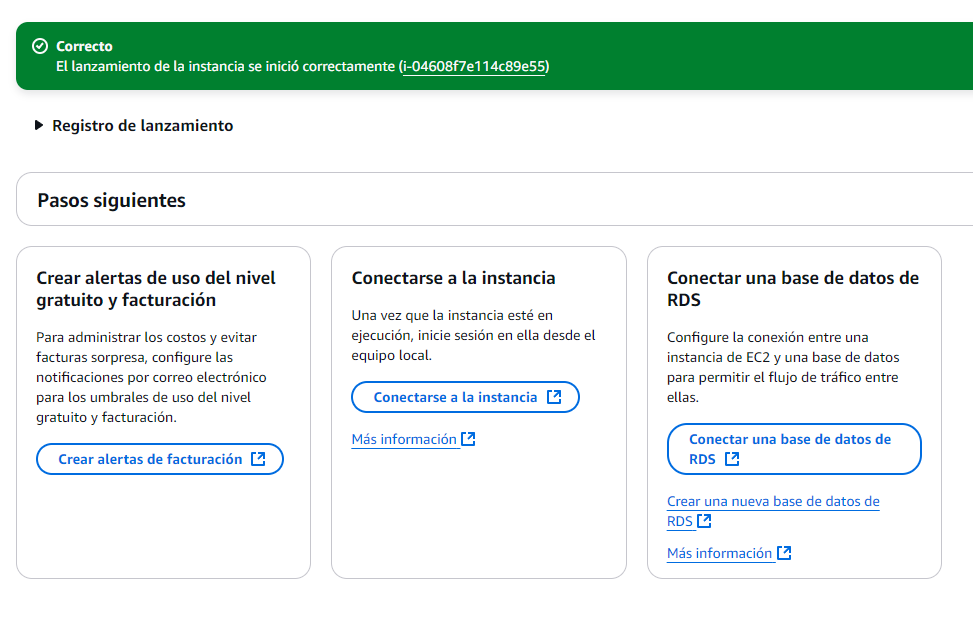 Correcto
El lanzamiento de la instancia se inició correctamente (i-04608f7e114c89e55)
Registro de lanzamiento
Pasos siguientes
Crear alertas de uso del nivel
gratuito y facturación
Para administrar los costos y evitar
facturas sorpresa, configure las
notificaciones por correo electrónico
para los umbrales de uso del nivel
gratuito y facturación.
Crear alertas de facturación
Conectarse a la instancia
Una vez que la instancia esté en
ejecución, inicie sesión en ella desde el
equipo local.
Conectarse a la instancia
Más información
Conectar una base de datos de
RDS
Configure la conexión entre una
instancia de EC2 y una base de datos
para permitir el flujo de tráfico entre
ellas.
Conectar una base de datos de
RDS
Crear una nueva base de datos de
RDS
Más información